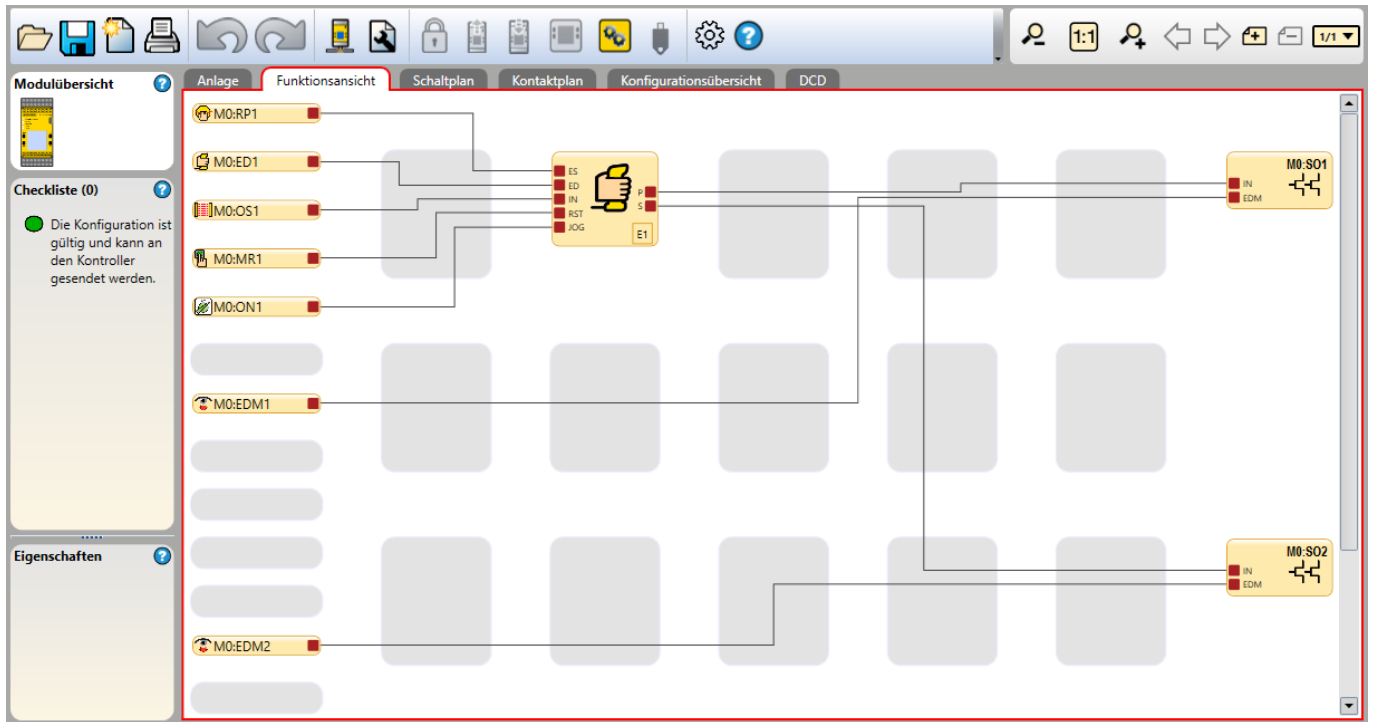 1:1
1/1
Modulübersicht
Anlage
Funktionsansicht
Schaltplan
Kontaktplan
Konfigurationsübersicht
DCD
Checkliste (0)
Die Konfiguration ist
gültig und kann an
den Kontroller
gesendet werden.
Eigenschaften
M0:RP1
M0:ED1
M0:OS1
M0:MR1
M0:ON1
M0:EDM1
M0:EDM2
ES
ED
IN
RST
JOG
P
S
E1
M0:SO1
IN
EDM
M0:SO2
IN
EDM